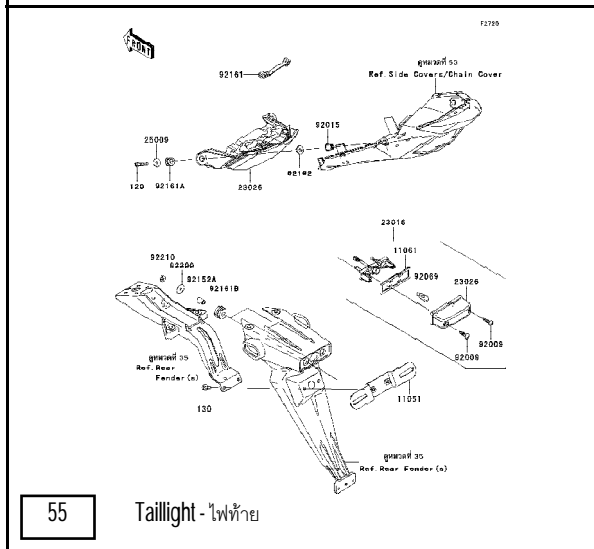 F2720
FRONT
ดูหมวดที่ 53
Ref.Side Covers/Chain Cover
92161
92015
25009
120
92161A
23026
92192
23016
11061
92069
23026
92009
92009
92210
92200
92152A
92161B
ดูหมวดที่ 35
Ref.Rear
Fender(s)
130
11051
ดูหมวดที่ 35
Ref.Rear Fender(s)
55 Taillight - ไฟท้าย